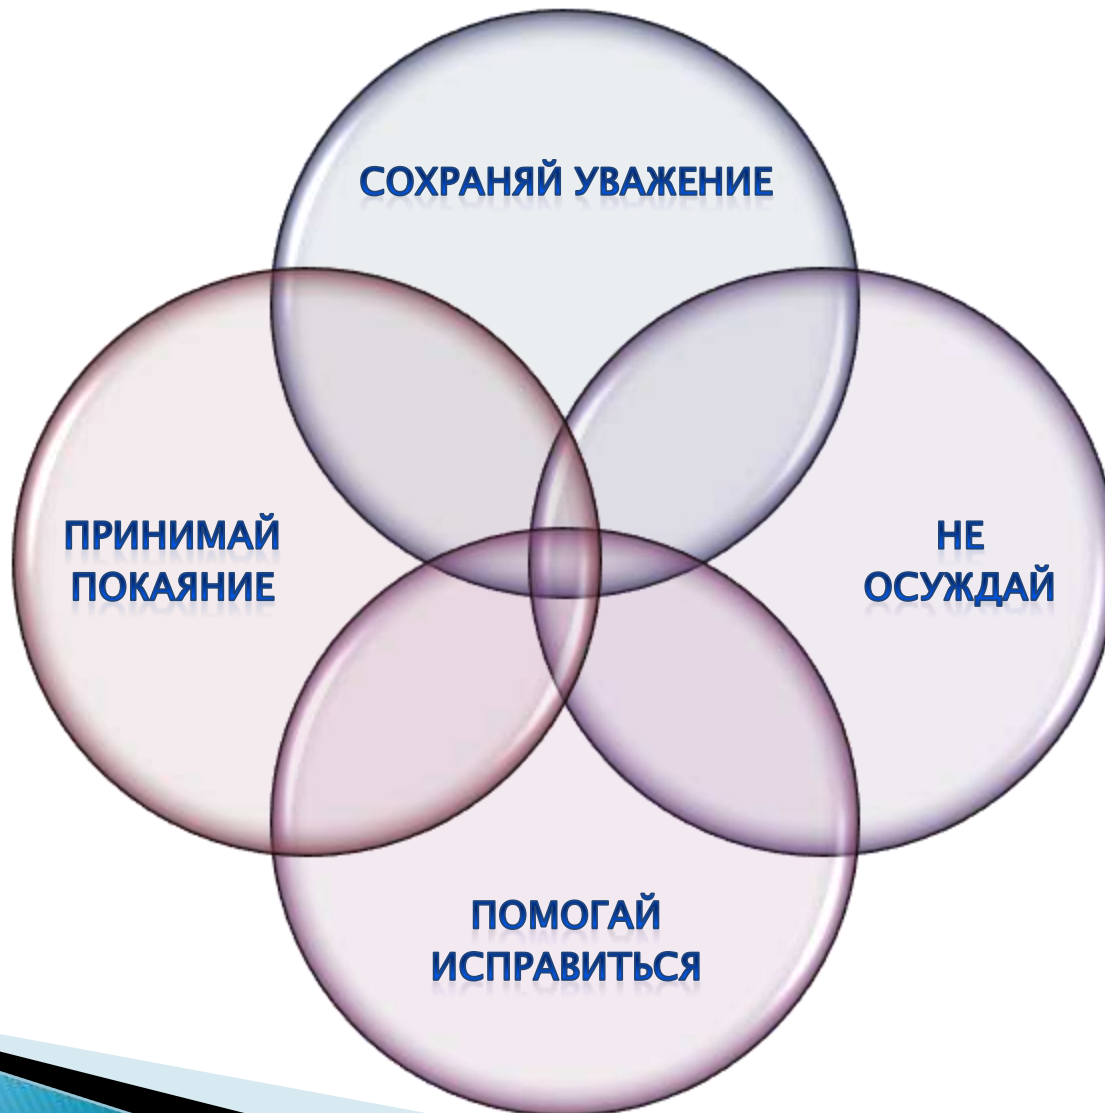 СОХРАНЯЙ УВАЖЕНИЕ
ПРИНИМАЙ
ПОКАЯНИЕ
НЕ
ОСУЖДАЙ
ПОМОГАЙ
ИСПРАВИТЬСЯ